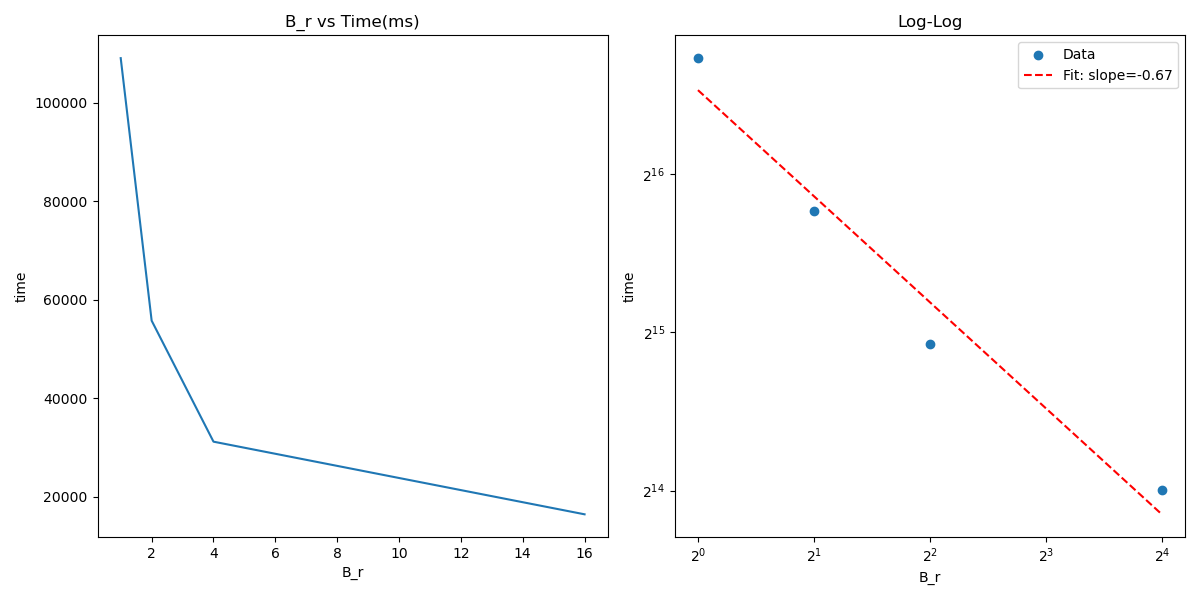 B_r vs Time(ms)
time
100000
80000
60000
40000
20000
2 4 6 8 10 12 14 16
B_r
Log-Log
Data
Fit: slope=-0.67
time
2^16
2^15
2^14
2^0 2^1 2^2 2^3 2^4
B_r